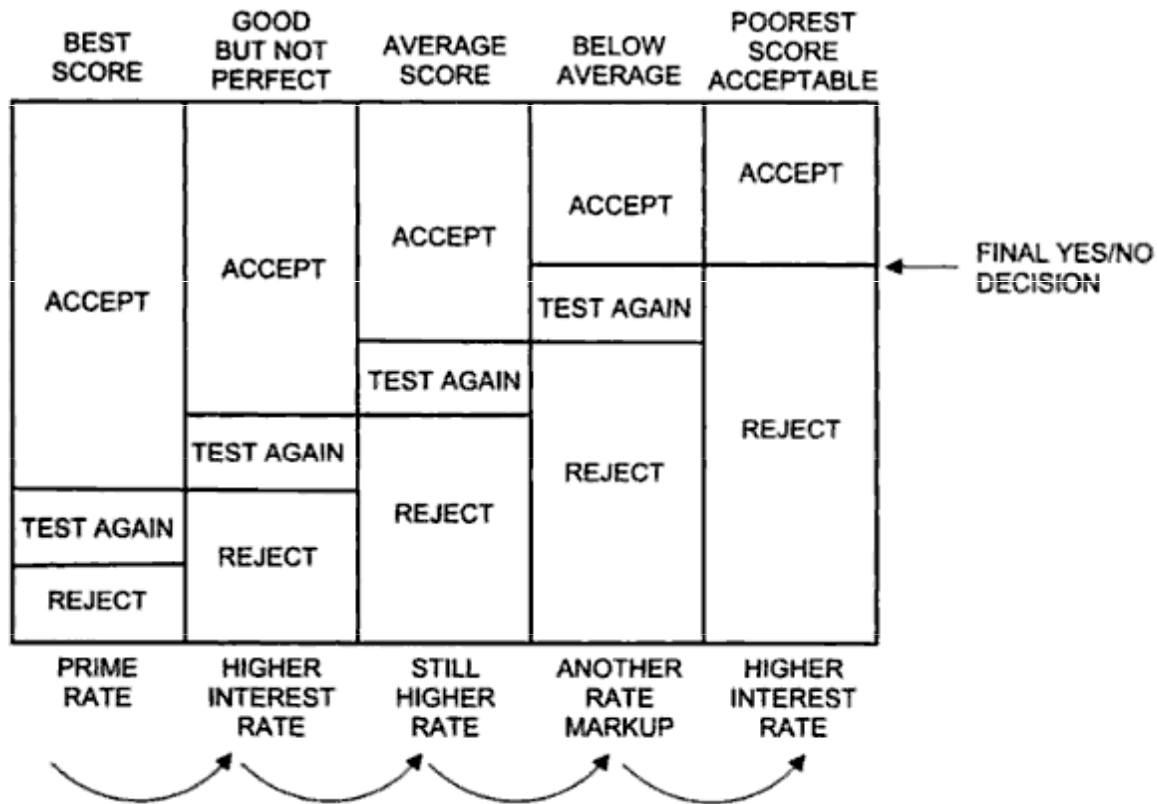 BEST
SCORE
GOOD
BUT NOT
PERFECT
AVERAGE
SCORE
BELOW
AVERAGE
POOREST
SCORE
ACCEPTABLE
ACCEPT
TEST AGAIN
REJECT
ACCEPT
TEST AGAIN
REJECT
ACCEPT
TEST AGAIN
REJECT
ACCEPT
TEST AGAIN
REJECT
ACCEPT
REJECT
FINAL YES/NO
DECISION
PRIME
RATE
HIGHER
INTEREST
RATE
STILL
HIGHER
RATE
ANOTHER
RATE
MARKUP
HIGHER
INTEREST
RATE